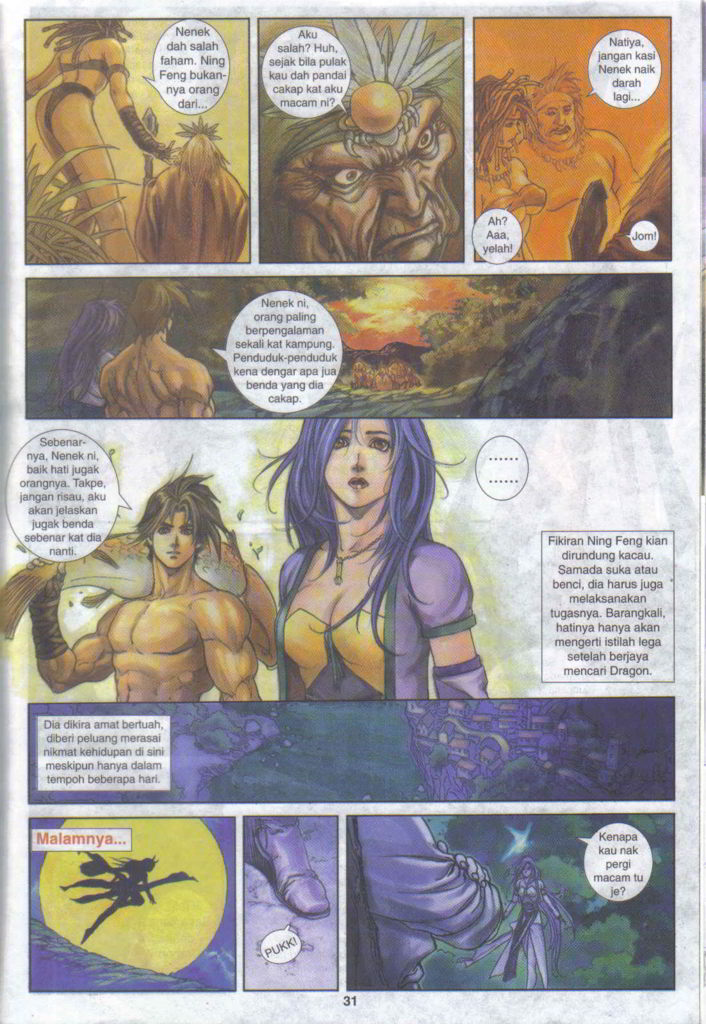 Nenek
dah salah
faham. Ning
Feng bukan-
nya orang
dari...
Aku
salah? Huh,
sejak bila pulak
kau dah pandai
cakap kat aku
macam ni?
Natiya,
jangan kasi
Nenek naik
darah
lagi...
Ah?
Aaa,
yelah!
Jom!
Nenek ni,
orang paling
berpengalaman
sekali kat kampung.
Penduduk-penduduk
kena dengar apa jua
benda yang dia
cakap.
Sebenar-
nya, Nenek ni,
baik hati jugak
orangnya. Takpe,
jangan risau, aku
akan jelaskan
jugak benda
sebenar kat dia
nanti.
......
......
Fikiran Ning Feng kian
dirundung kacau.
Samada suka atau
benci, dia harus juga
melaksanakan
tugasnya. Barangkali,
hatinya hanya akan
mengerti istilah lega
setelah berjaya
mencari Dragon.
Dia dikira amat bertuah,
diberi peluang merasai
nikmat kehidupan di sini
meskipun hanya dalam
tempoh beberapa hari.
Malamnya...
PUKK!
Kenapa
kau nak
pergi
macam tu
je?
31